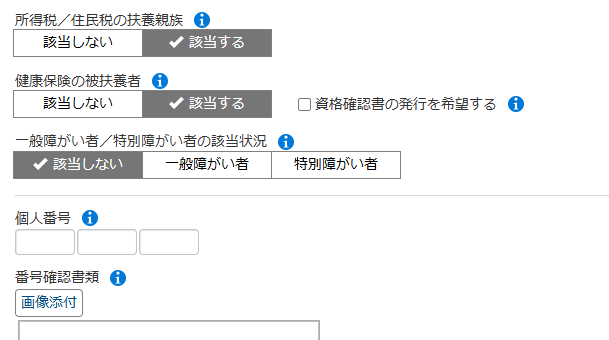 所得税／住民税の扶養親族
該当しない 該当する
健康保険の被扶養者
該当しない 該当する 資格確認書の発行を希望する
一般障がい者／特別障がい者の該当状況
該当しない 一般障がい者 特別障がい者
個人番号
番号確認書類
画像添付